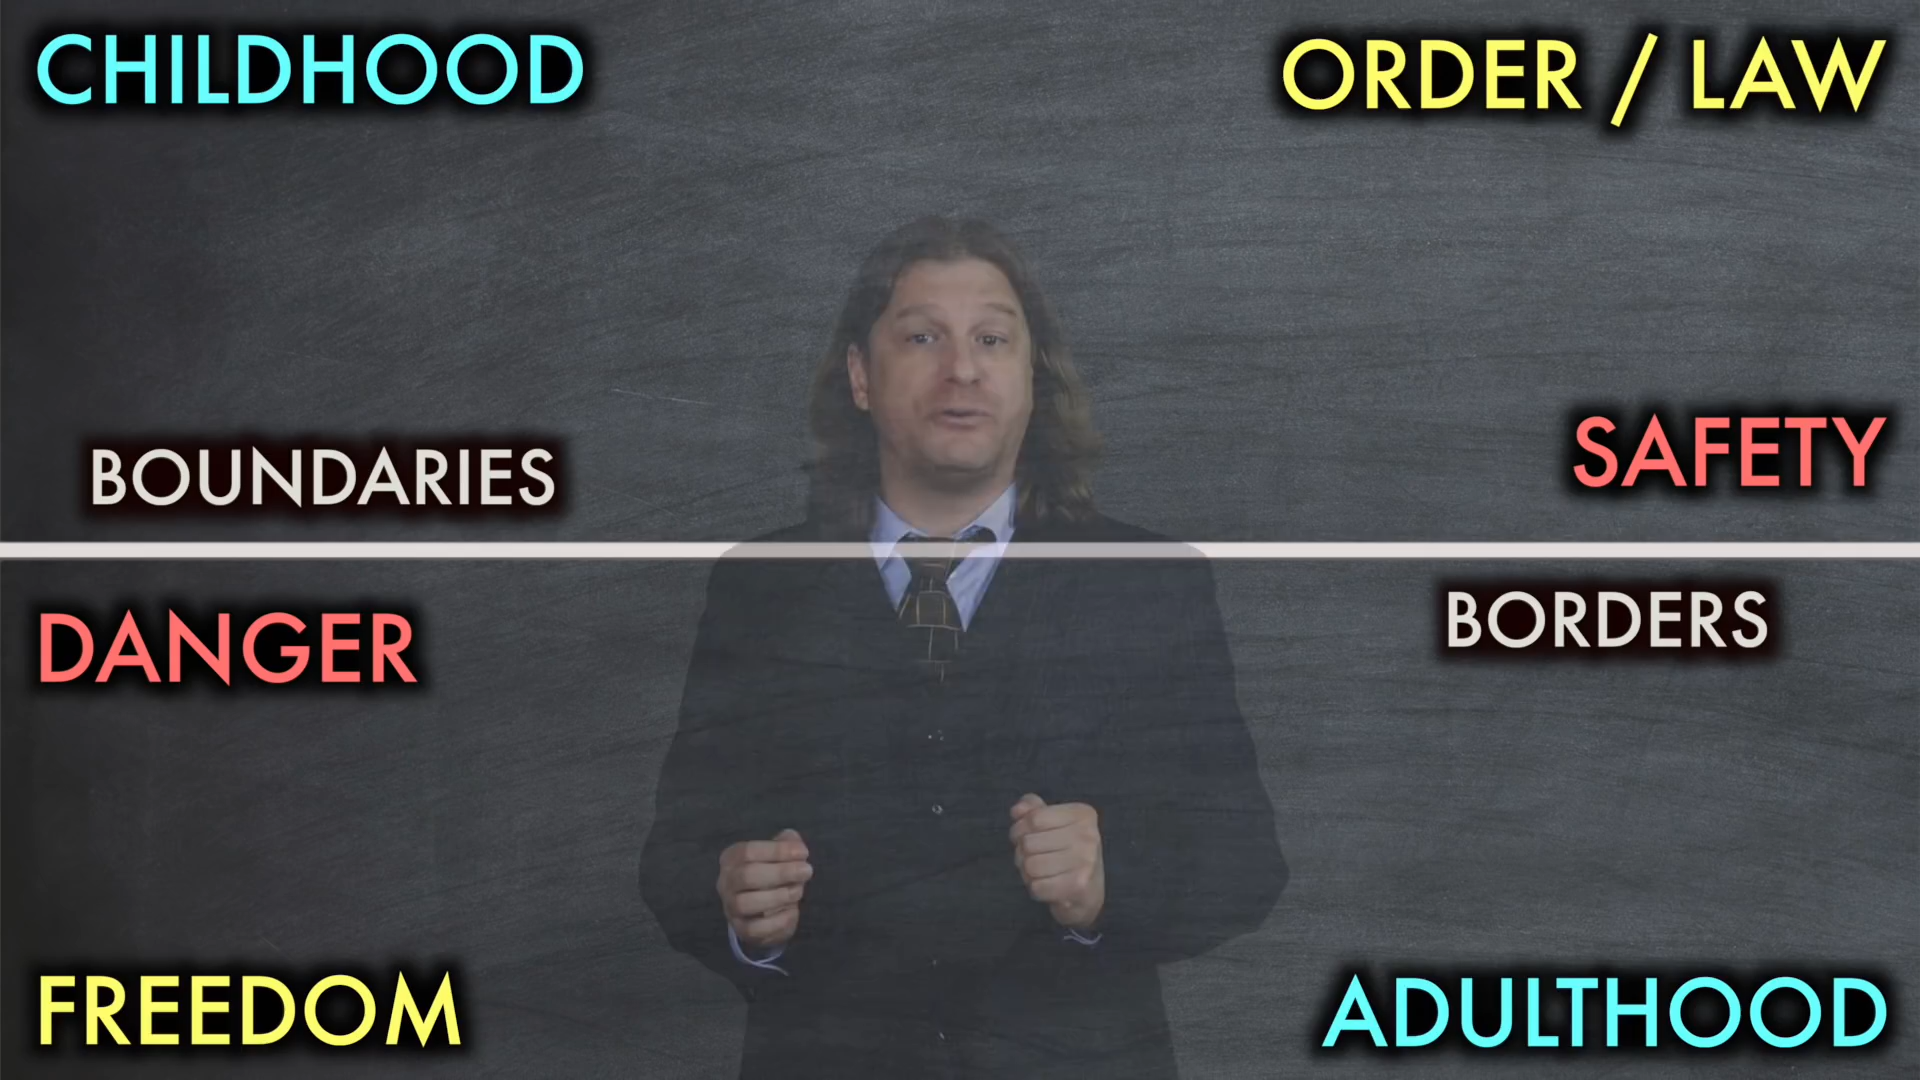 CHILDHOOD
ORDER / LAW
BOUNDARIES
SAFETY
DANGER
BORDERS
FREEDOM
ADULTHOOD